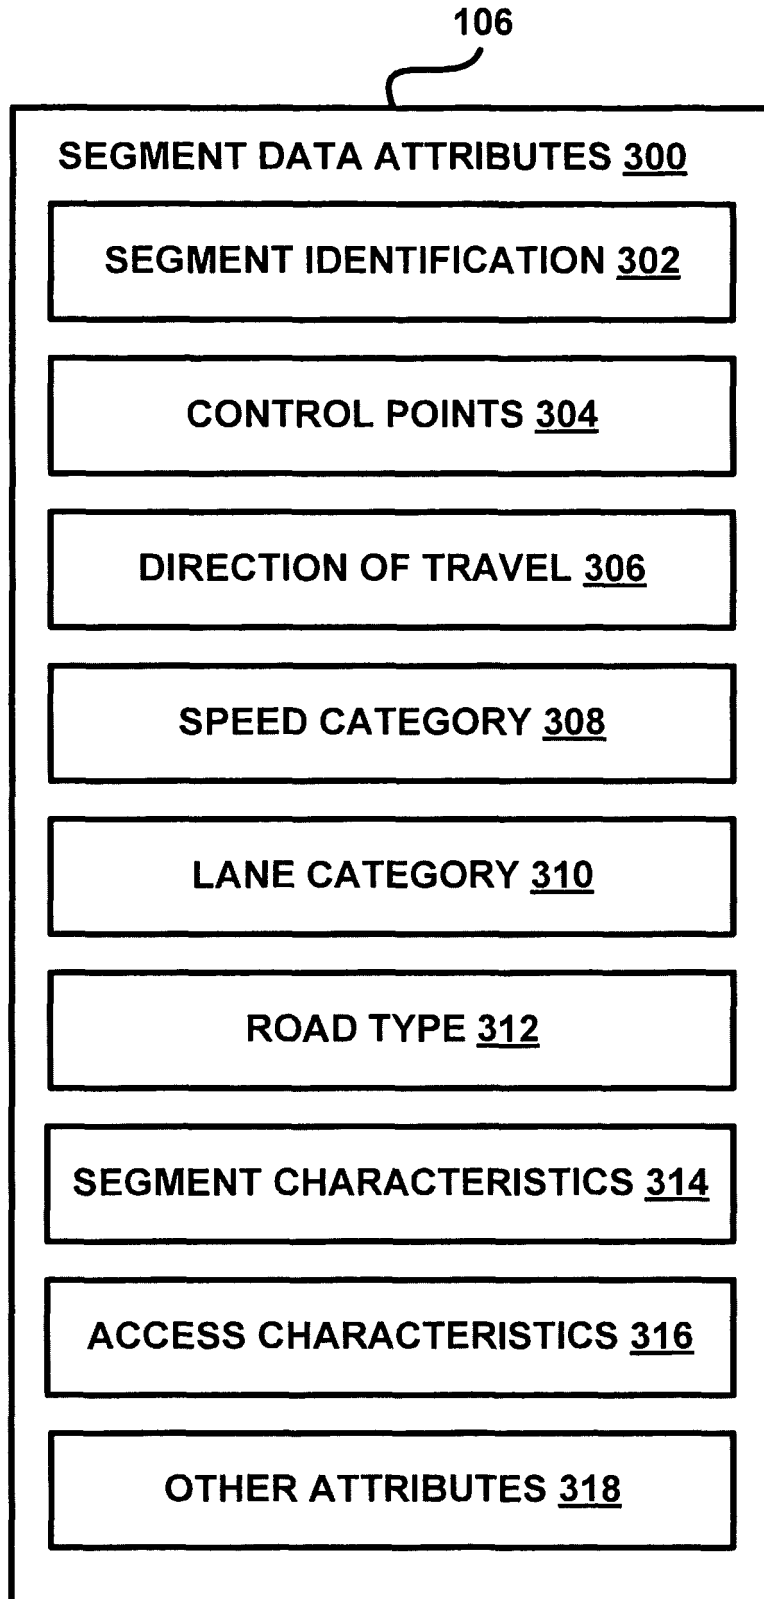 106
SEGMENT DATA ATTRIBUTES 300
SEGMENT IDENTIFICATION 302
CONTROL POINTS 304
DIRECTION OF TRAVEL 306
SPEED CATEGORY 308
LANE CATEGORY 310
ROAD TYPE 312
SEGMENT CHARACTERISTICS 314
ACCESS CHARACTERISTICS 316
OTHER ATTRIBUTES 318